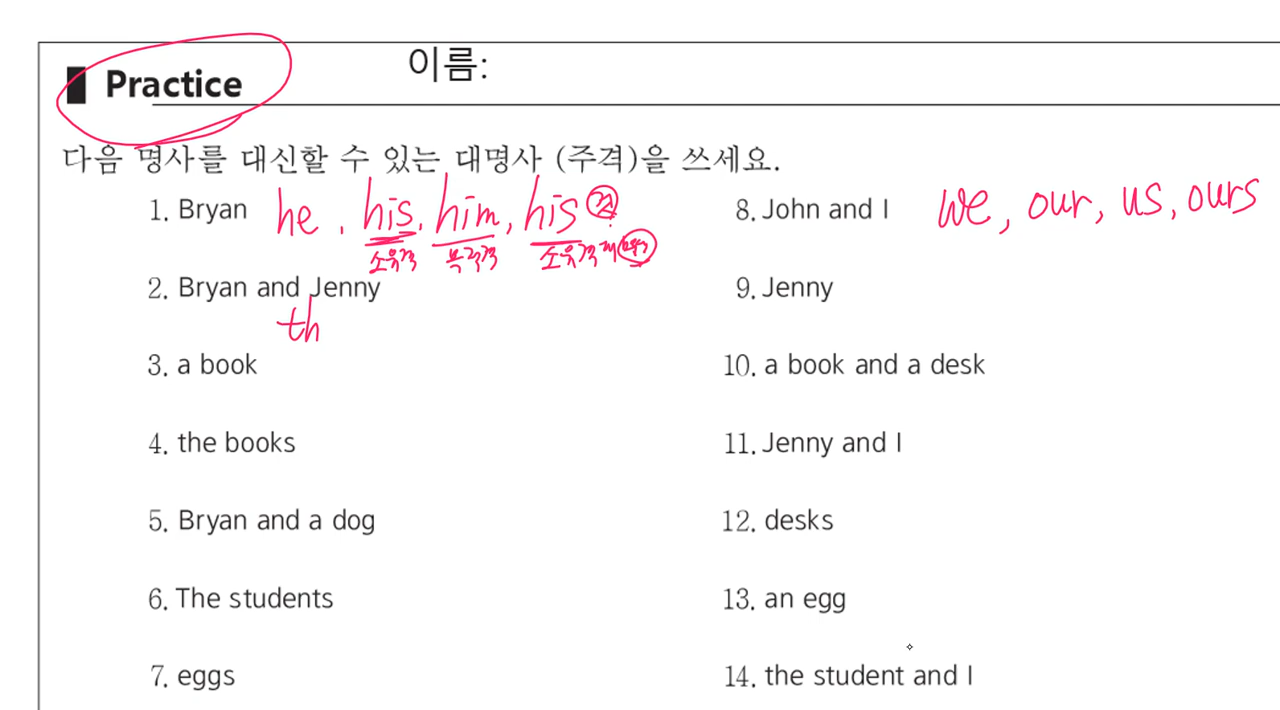 Practice
이름:
다음 명사를 대신할 수 있는 대명사 (주격)을 쓰세요.
1. Bryan he, his, him, his
소유격 목적격 소유격
2. Bryan and Jenny
th
3. a book
4. the books
5. Bryan and a dog
6. The students
7. eggs
8. John and I we, our, us, ours
9. Jenny
10. a book and a desk
11. Jenny and I
12. desks
13. an egg
14. the student and I